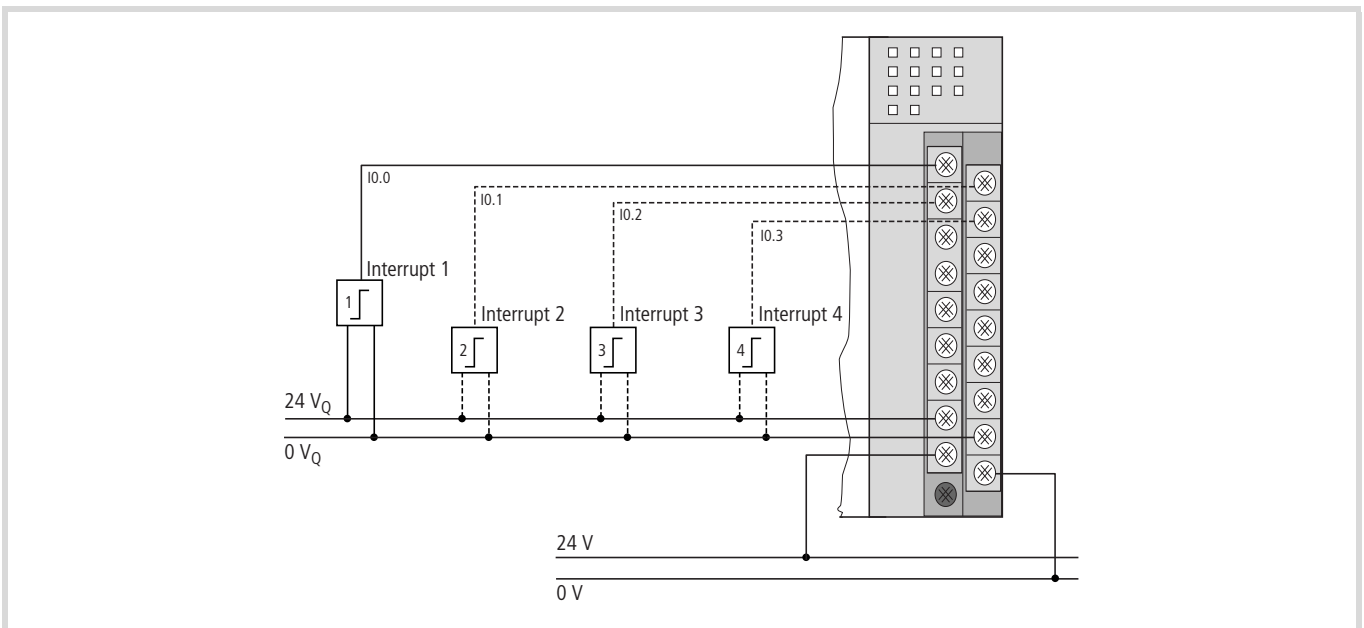 I0.0
I0.1
I0.2
I0.3
Interrupt 1
1
Interrupt 2
2
Interrupt 3
3
Interrupt 4
4
24 VQ
0 VQ
24 V
0 V